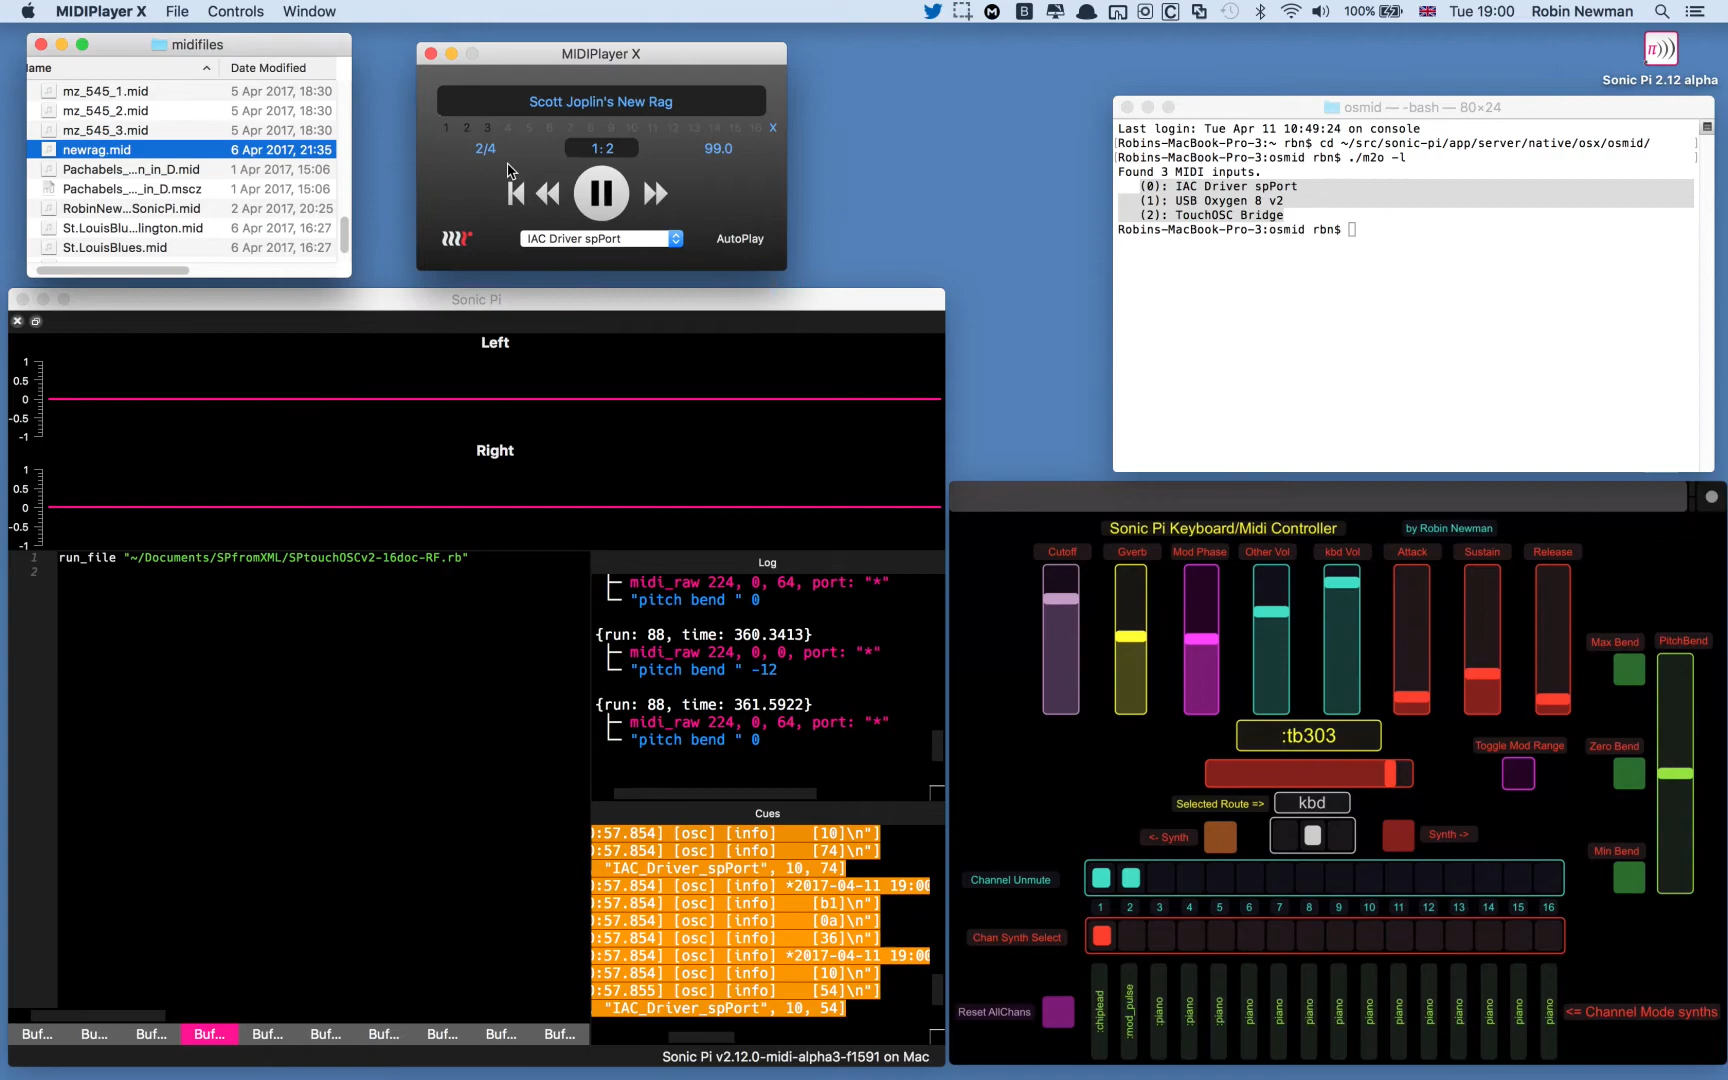 MIDIPlayer X File Controls Window 100% Tue 19:00 Robin Newman
midifiles
ame Date Modified
mz_545_1.mid 5 Apr 2017, 18:30
mz_545_2.mid 5 Apr 2017, 18:30
mz_545_3.mid 5 Apr 2017, 18:30
newrag.mid 6 Apr 2017, 21:35
Pachabels_...n_in_D.mid 1 Apr 2017, 15:06
Pachabels_..._in_D.mscz 1 Apr 2017, 15:06
RobinNew...SonicPi.mid 2 Apr 2017, 20:25
St.LouisBlu...lington.mid 6 Apr 2017, 16:27
St.LouisBlues.mid 6 Apr 2017, 16:27
MIDIPlayer X
Scott Joplin's New Rag
1 2 3 4 5 6 7 8 9 10 11 12 13 14 15 16 X
2/4 1:2 99.0
IAC Driver spPort AutoPlay
π)))
Sonic Pi 2.12 alpha
osmid — -bash — 80×24
Last login: Tue Apr 11 10:49:24 on console
[Robins-MacBook-Pro-3:~ rbn$ cd ~/src/sonic-pi/app/server/native/osx/osmid/ ]
[Robins-MacBook-Pro-3:osmid rbn$ ./m2o -l ]
Found 3 MIDI inputs.
(0): IAC Driver spPort
(1): USB Oxygen 8 v2
(2): TouchOSC Bridge
Robins-MacBook-Pro-3:osmid rbn$
Sonic Pi
Left
1
0.5
0
-0.5
-1
Right
1
0.5
0
-0.5
-1
1 run_file "~/Documents/SPfromXML/SPtouchOSCv2-16doc-RF.rb"
2
Log
midi_raw 224, 0, 64, port: "*"
"pitch bend " 0
{run: 88, time: 360.3413}
midi_raw 224, 0, 0, port: "*"
"pitch bend " -12
{run: 88, time: 361.5922}
midi_raw 224, 0, 64, port: "*"
"pitch bend " 0
Cues
0:57.854] [osc] [info] [10]\n"]
0:57.854] [osc] [info] [74]\n"]
"IAC_Driver_spPort", 10, 74]
0:57.854] [osc] [info] *2017-04-11 19:00
0:57.854] [osc] [info] [b1]\n"]
0:57.854] [osc] [info] [0a]\n"]
0:57.854] [osc] [info] [36]\n"]
0:57.854] [osc] [info] *2017-04-11 19:00
0:57.854] [osc] [info] [10]\n"]
0:57.855] [osc] [info] [54]\n"]
"IAC_Driver_spPort", 10, 54]
Buf... Bu... Buf... Buf... Buf... Buf... Buf... Buf... Buf... Buf...
Sonic Pi v2.12.0-midi-alpha3-f1591 on Mac
Sonic Pi Keyboard/Midi Controller by Robin Newman
Cutoff Gverb Mod Phase Other Vol kbd Vol Attack Sustain Release
Max Bend PitchBend
:tb303
Toggle Mod Range Zero Bend
Selected Route => kbd
<- Synth Synth ->
Min Bend
Channel Unmute
1 2 3 4 5 6 7 8 9 10 11 12 13 14 15 16
Chan Synth Select
Reset AllChans :chiplead :mod_pulse :piano :piano :piano :piano :piano :piano :piano :piano :piano :piano :piano :piano :piano :piano <= Channel Mode synths